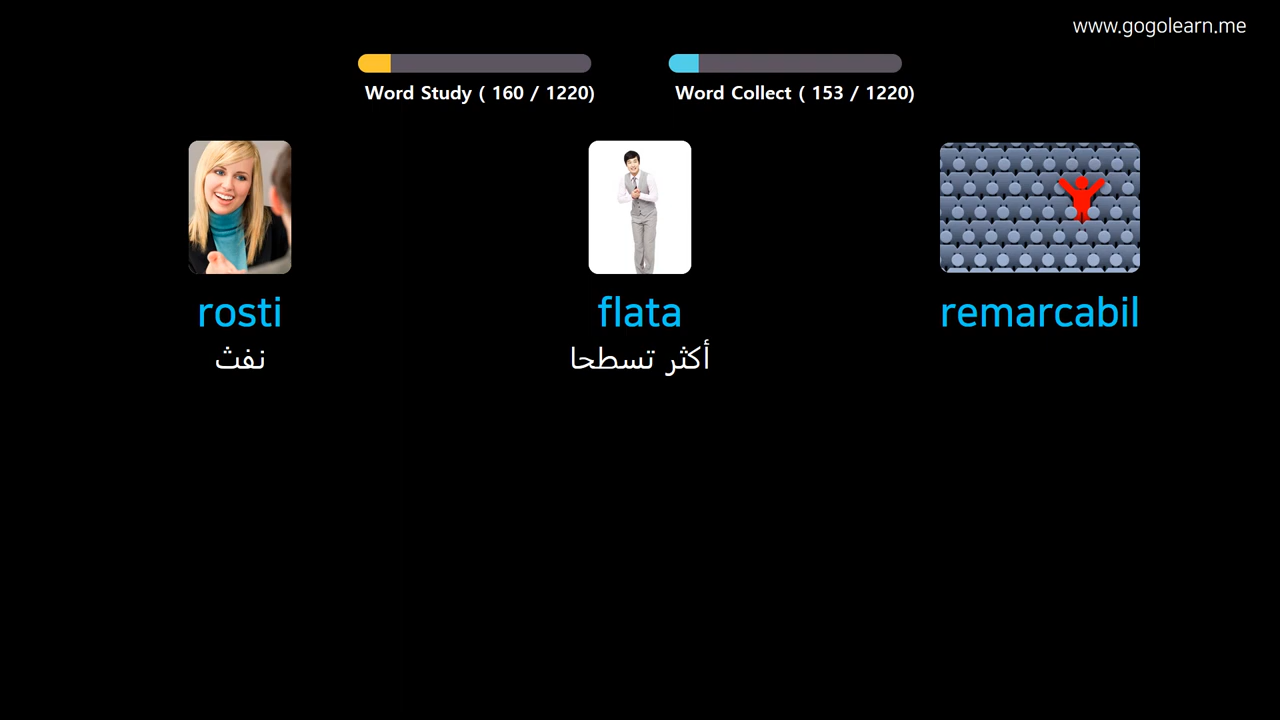 www.gogolearn.me
Word Study ( 160 / 1220)
Word Collect ( 153 / 1220)
rosti
نفث
flata
أكثر تسطحا
remarcabil